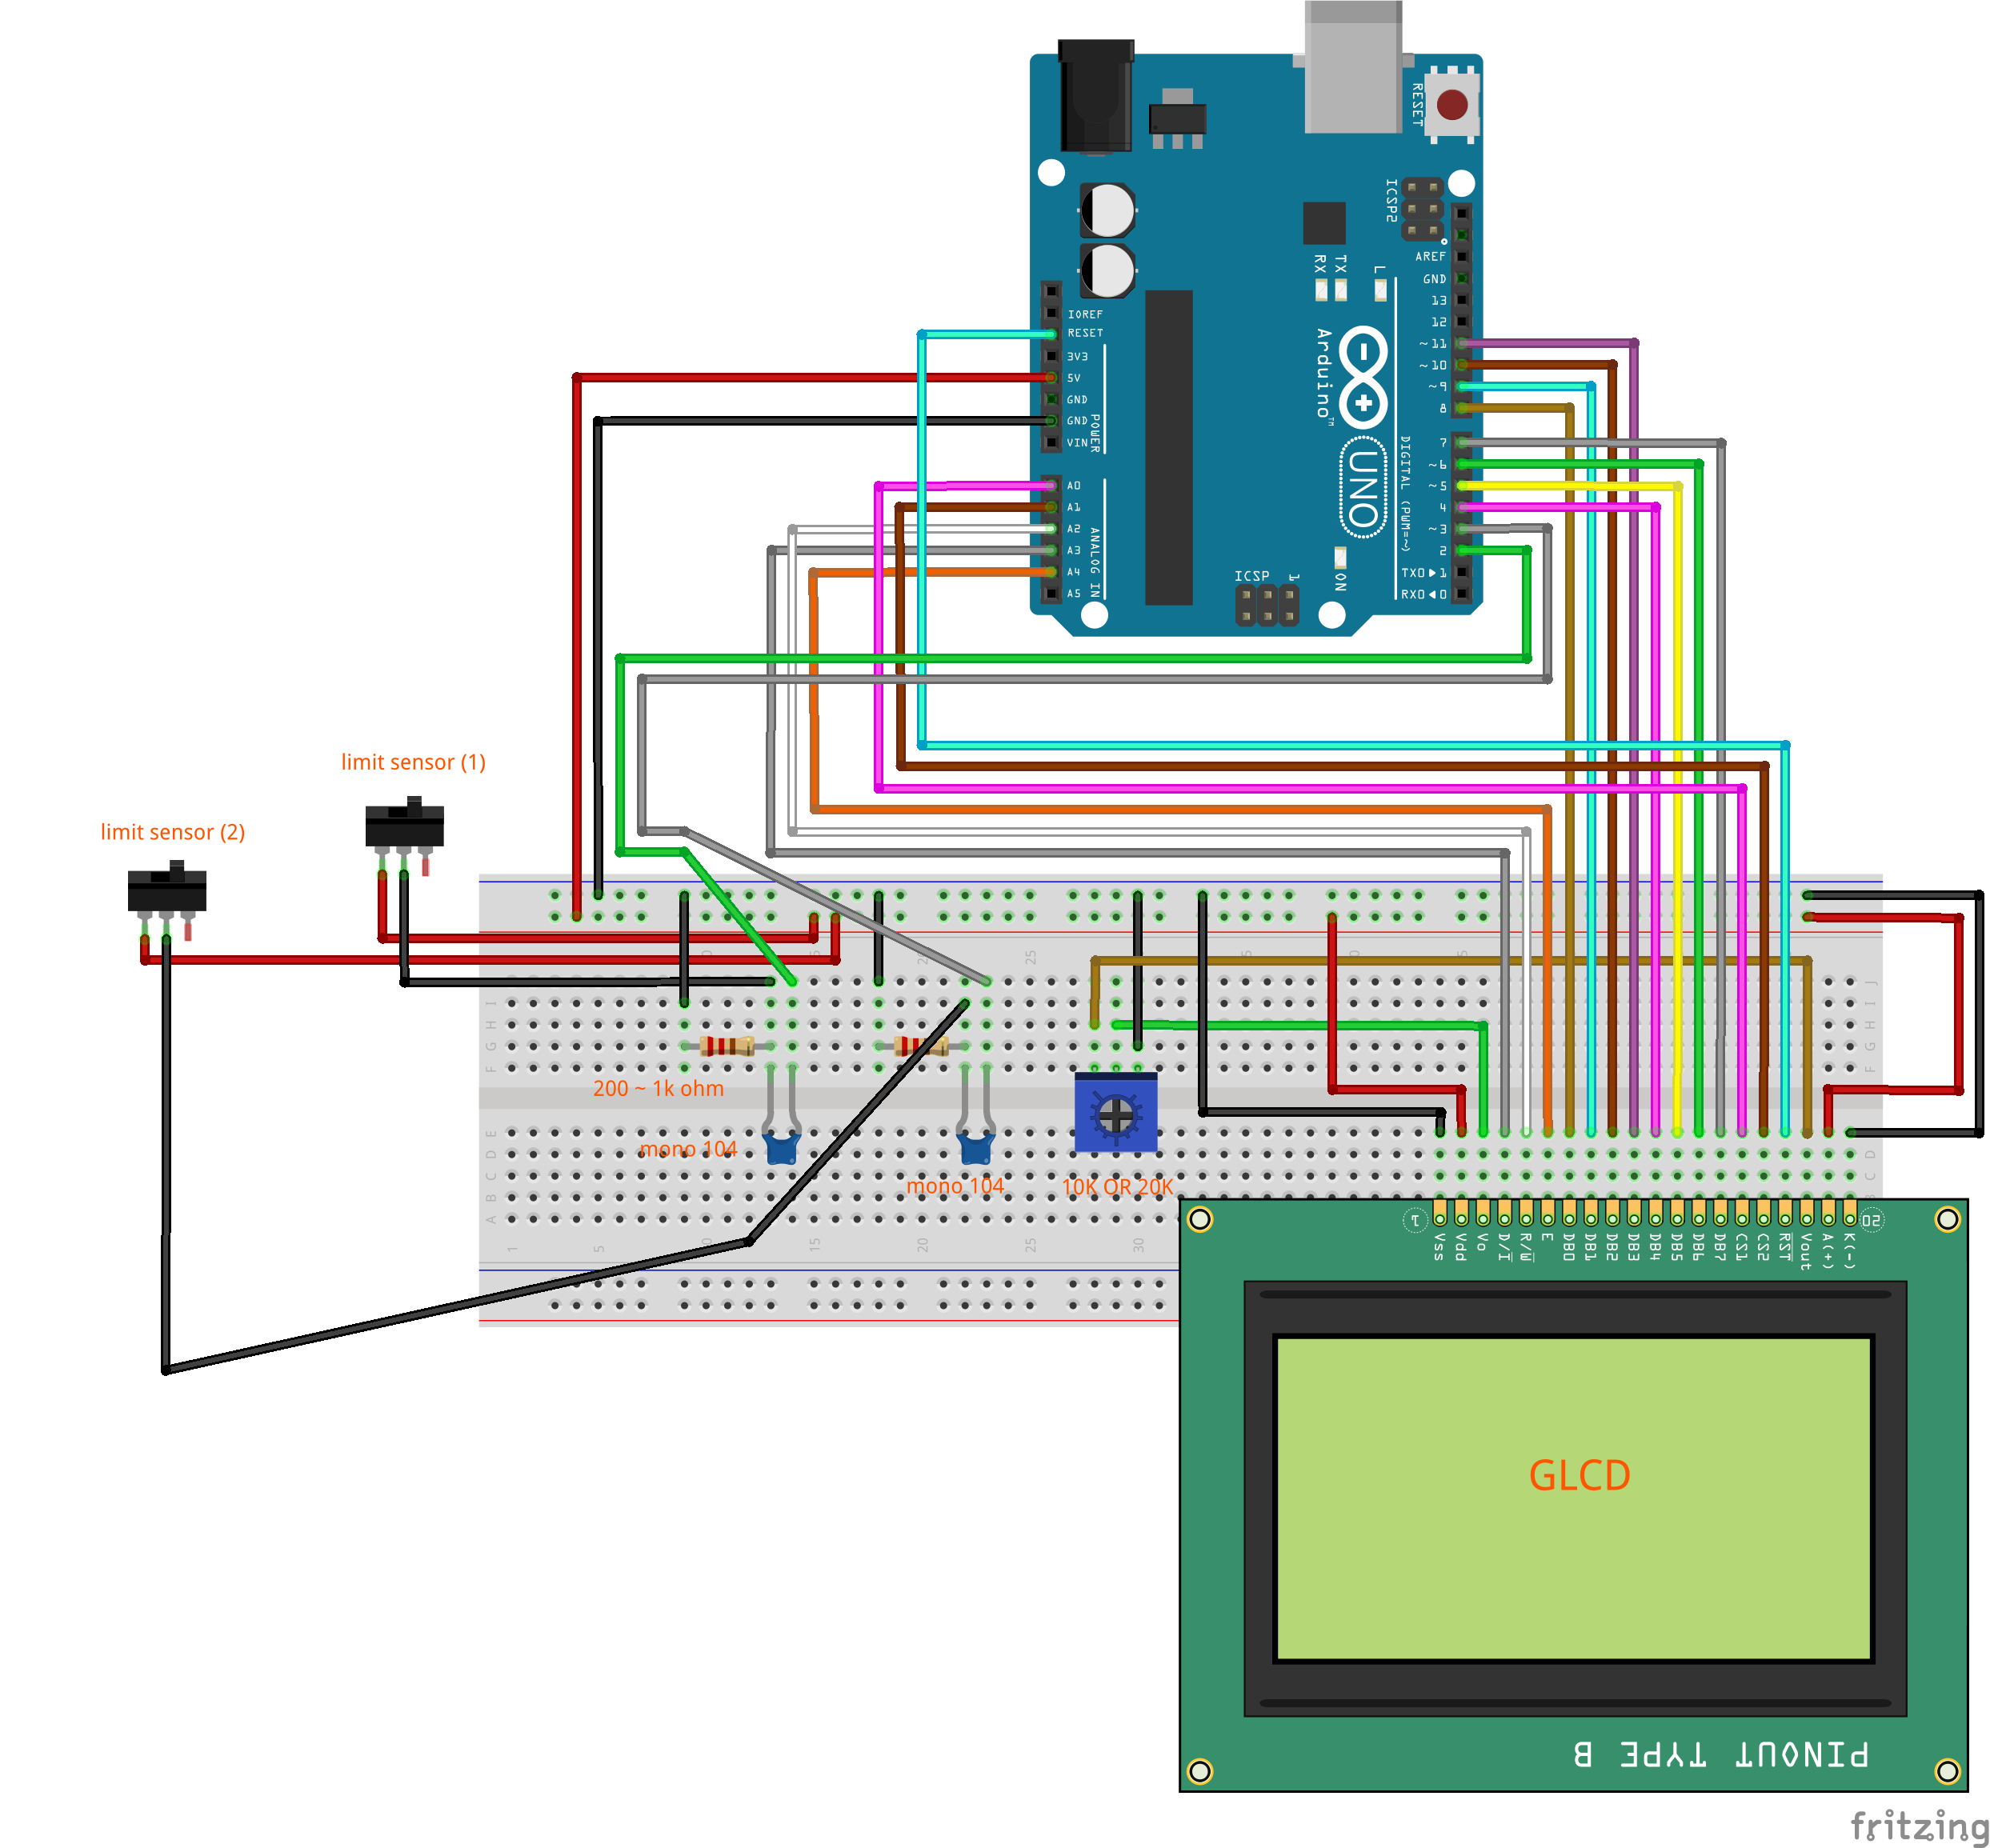 RESET
ICSP2
AREF
GND
13
12
~11
~10
~9
8
7
~6
~5
4
~3
2
TX0▶1
RX0◀0
RX
TX
L
IOREF
RESET
3V3
5V
GND
GND
VIN
POWER
A0
A1
A2
A3
A4
A5
ANALOG IN
Arduino™
UNO
DIGITAL (PWM=~)
ICSP
1
ON
limit sensor (1)
limit sensor (2)
25
J
I
H
G
F
200 ~ 1k ohm
mono 104
mono 104
10K OR 20K
E
D
C
B
A
1
5
15
20
25
30
J
I
H
G
F
E
D
C
1
20
Vss
Vdd
Vo
D/I
R/W
E
DB0
DB1
DB2
DB3
DB4
DB5
DB6
DB7
CS1
CS2
RST
Vout
A(+)
K(-)
GLCD
PINOUT TYPE B
fritzing